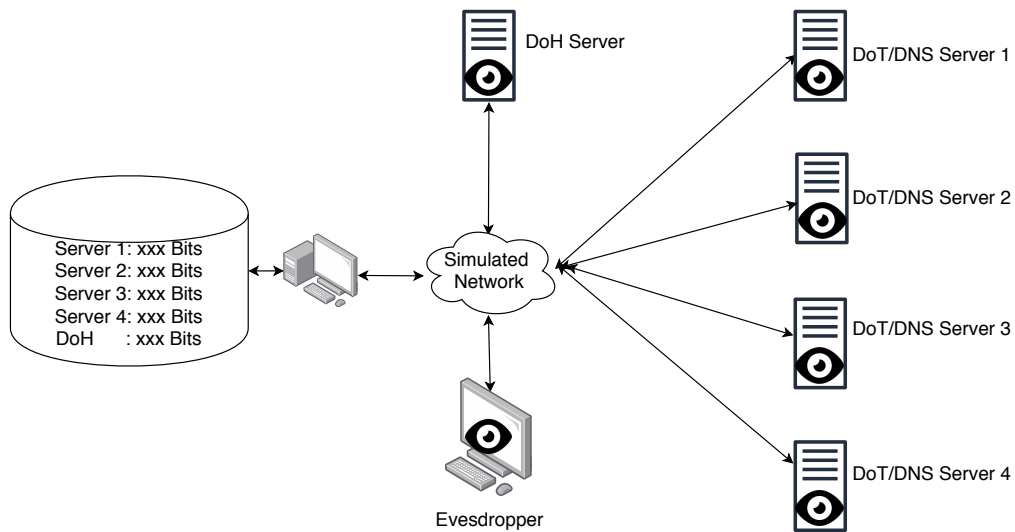 DoH Server
DoT/DNS Server 1
DoT/DNS Server 2
Server 1: xxx Bits
Server 2: xxx Bits
Server 3: xxx Bits
Server 4: xxx Bits
DoH : xxx Bits
Simulated
Network
DoT/DNS Server 3
DoT/DNS Server 4
Evesdropper